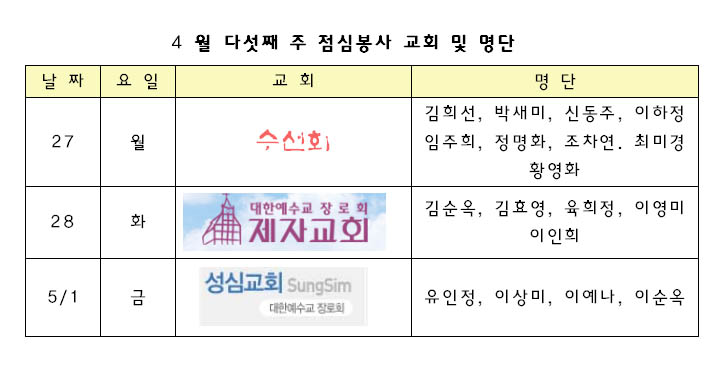 4 월 다섯째 주 점심봉사 교회 및 명단
날 짜 요 일 교 회 명 단
27 월 수선회 김희선, 박새미, 신동주, 이하정
임주희, 정명화, 조차연. 최미경
황영화
28 화 대한예수교 장로회
제자교회
김순옥, 김효영, 육희정, 이영미
이인희
5/1 금 성심교회 SungSim
대한예수교 장로회
유인정, 이상미, 이예나, 이순옥